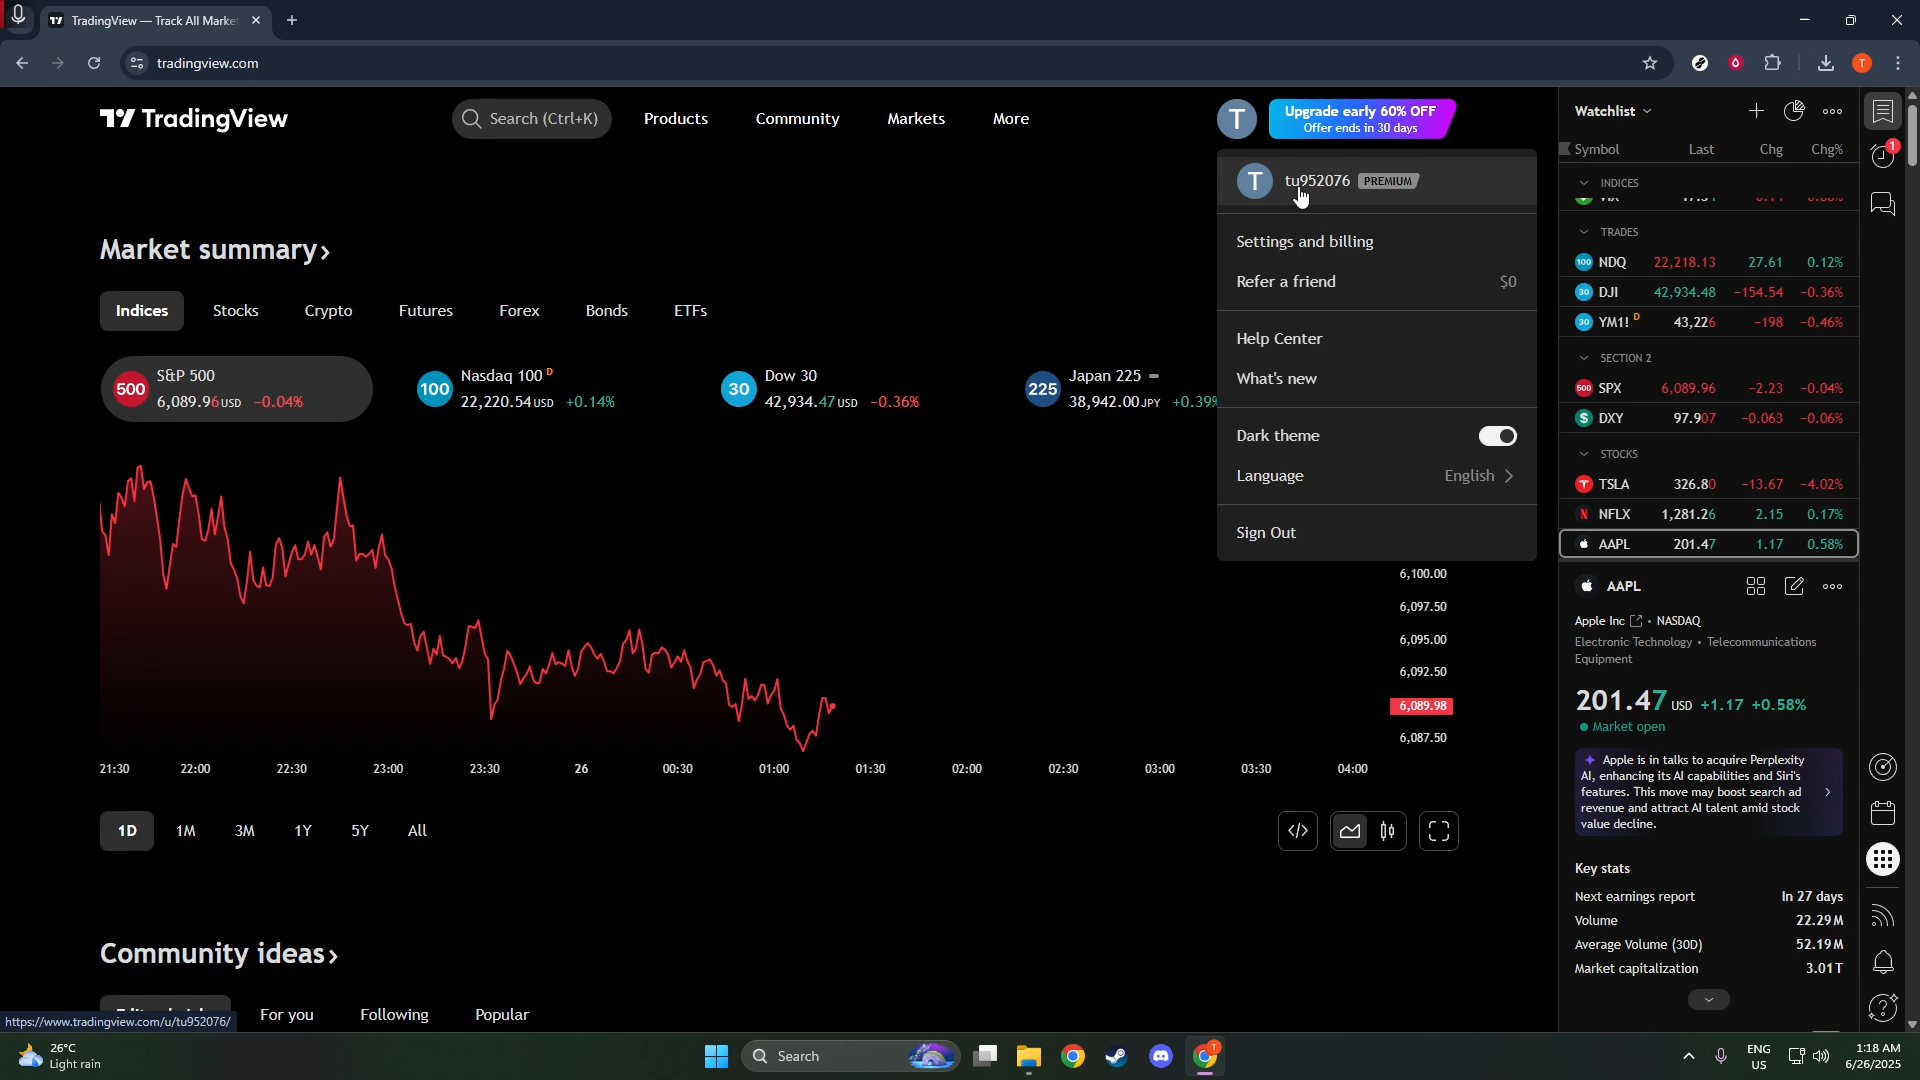 TradingView — Track All Marke
tradingview.com
T
TradingView
Search (Ctrl+K)
Products
Community
Markets
More
T
Upgrade early 60% OFF
Offer ends in 30 days
T
tu952076 PREMIUM
Settings and billing
Refer a friend $0
Help Center
What's new
Dark theme
Language English
Sign Out
Market summary
Indices
Stocks
Crypto
Futures
Forex
Bonds
ETFs
500
S&P 500
6,089.96 USD -0.04%
100
Nasdaq 100 D
22,220.54 USD +0.14%
30
Dow 30
42,934.47 USD -0.36%
225
Japan 225
38,942.00 JPY +0.39%
6,100.00
6,097.50
6,095.00
6,092.50
6,089.98
6,087.50
21:30 22:00 22:30 23:00 23:30 26 00:30 01:00 01:30 02:00 02:30 03:00 03:30 04:00
1D 1M 3M 1Y 5Y All
Community ideas
For you
Following
Popular
https://www.tradingview.com/u/tu952076/
Watchlist
1
Symbol Last Chg Chg%
INDICES
TRADES
100 NDQ 22,218.13 27.61 0.12%
30 DJI 42,934.48 -154.54 -0.36%
30 YM1! D 43,226 -198 -0.46%
SECTION 2
500 SPX 6,089.96 -2.23 -0.04%
$ DXY 97.907 -0.063 -0.06%
STOCKS
TSLA 326.80 -13.67 -4.02%
N NFLX 1,281.26 2.15 0.17%
AAPL 201.47 1.17 0.58%
AAPL
Apple Inc • NASDAQ
Electronic Technology • Telecommunications
Equipment
201.47 USD +1.17 +0.58%
Market open
Apple is in talks to acquire Perplexity
AI, enhancing its AI capabilities and Siri's
features. This move may boost search ad
revenue and attract AI talent amid stock
value decline.
Key stats
Next earnings report In 27 days
Volume 22.29M
Average Volume (30D) 52.19M
Market capitalization 3.01T
26°C
Light rain
Search
T
ENG
US
1:18 AM
6/26/2025